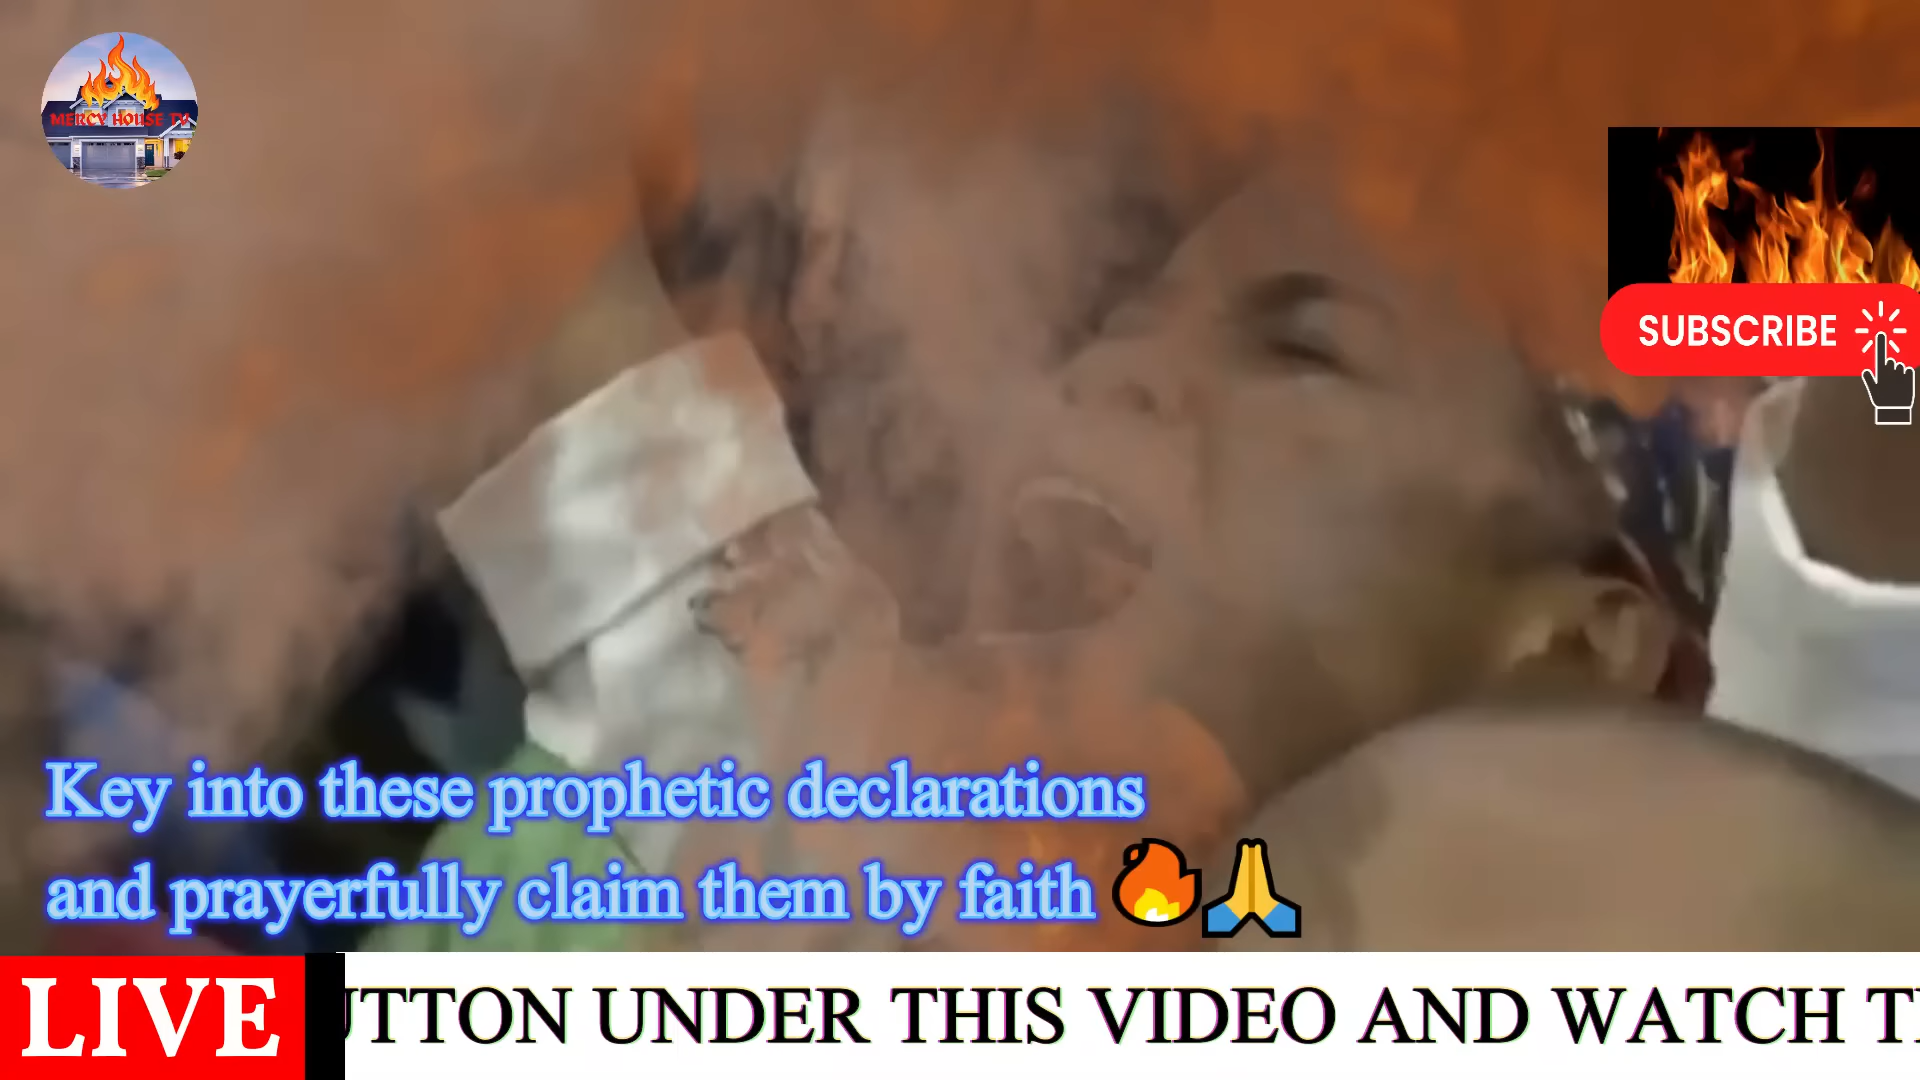 MERCY HOUSE TV
SUBSCRIBE
Key into these prophetic declarations
and prayerfully claim them by faith 🔥🙏
LIVE
UNDER THIS VIDEO AND WATCH